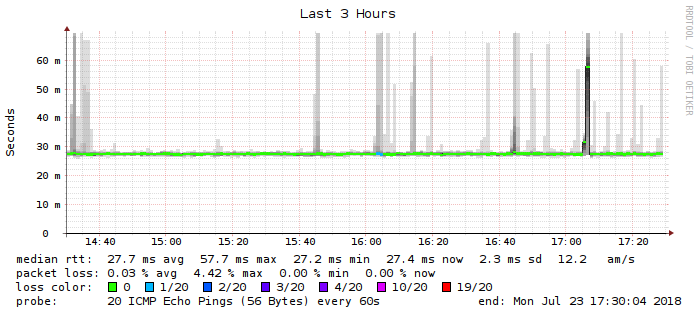 Last 3 Hours
RRDTOOL / TOBI OETIKER
Seconds
60 m
50 m
40 m
30 m
20 m
10 m
0
14:40 15:00 15:20 15:40 16:00 16:20 16:40 17:00 17:20
median rtt: 27.7 ms avg 57.7 ms max 27.2 ms min 27.4 ms now 2.3 ms sd 12.2 am/s
packet loss: 0.03 % avg 4.42 % max 0.00 % min 0.00 % now
loss color: 0 1/20 2/20 3/20 4/20 10/20 19/20
probe: 20 ICMP Echo Pings (56 Bytes) every 60s end: Mon Jul 23 17:30:04 2018